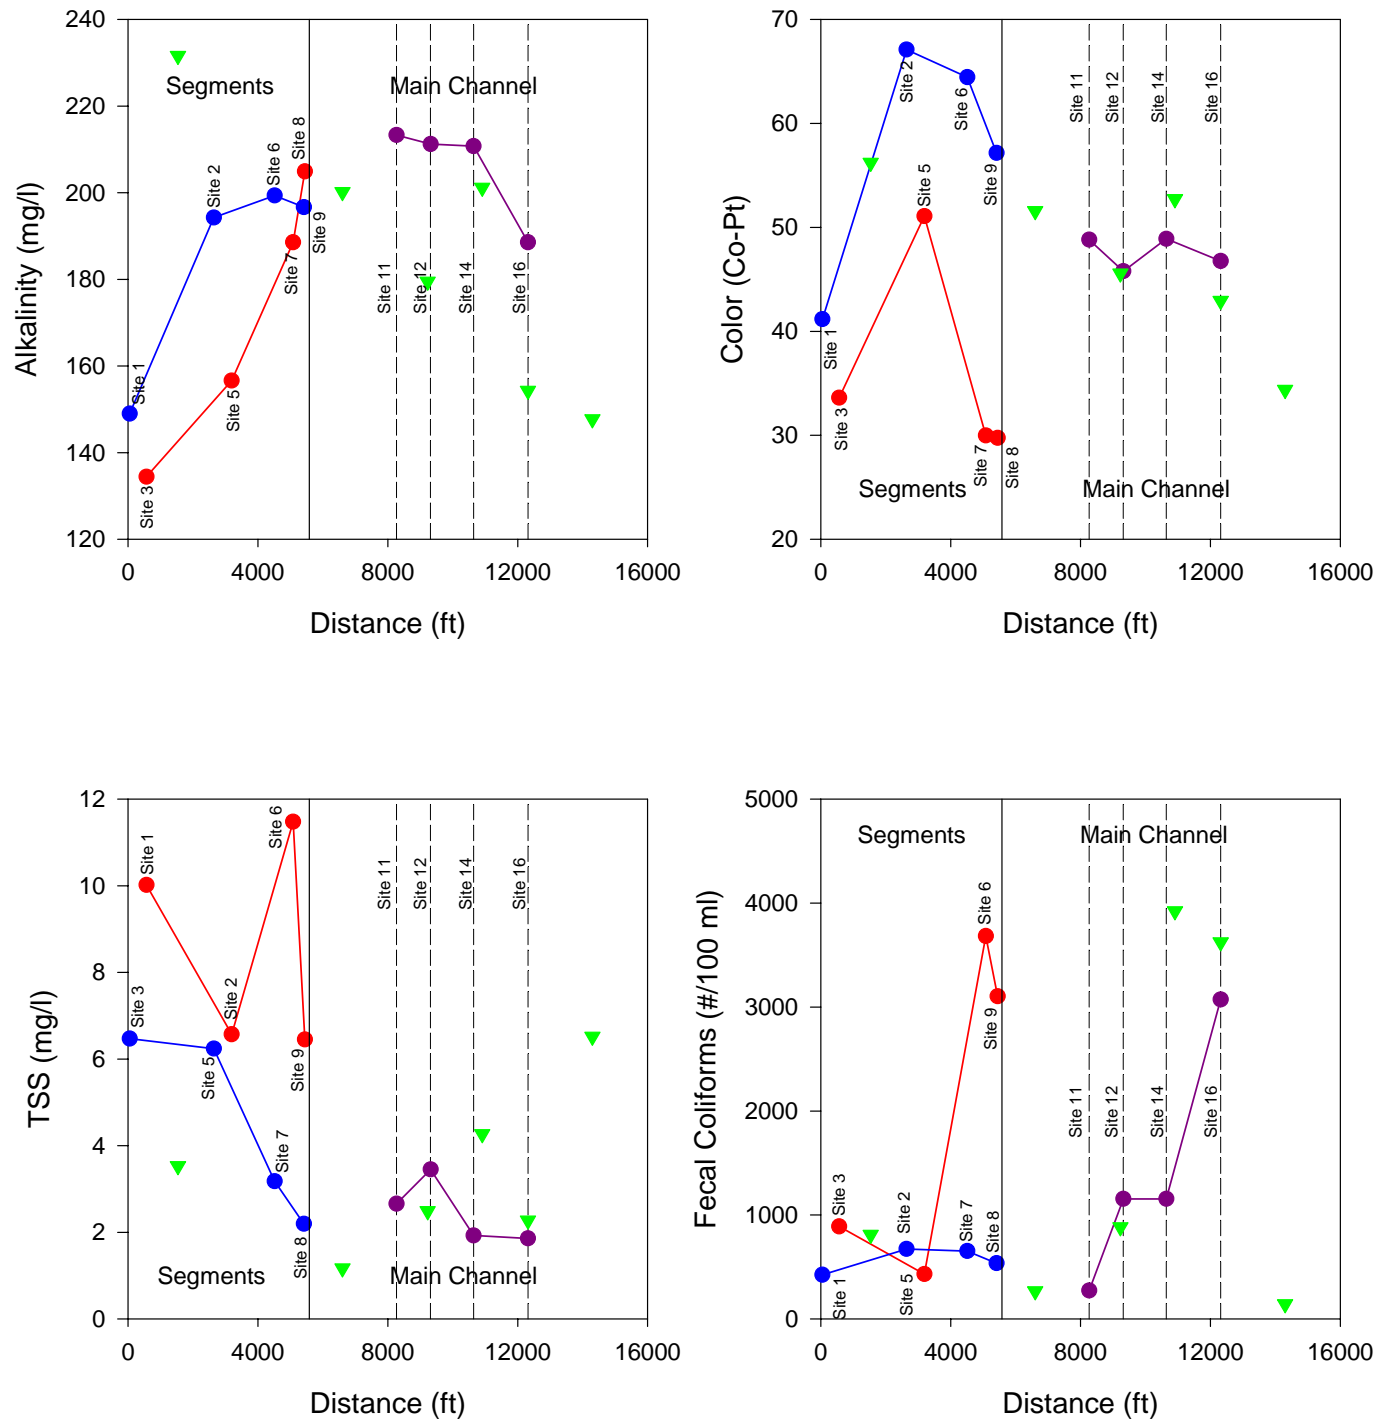 240
220
200
180
160
140
120
Alkalinity (mg/l)
Segments
Main Channel
Site 1
Site 2
Site 3
Site 5
Site 6
Site 7
Site 8
Site 9
Site 11
Site 12
Site 14
Site 16
0 4000 8000 12000 16000
Distance (ft)
70
60
50
40
30
20
Color (Co-Pt)
Site 1
Site 2
Site 3
Site 5
Site 6
Site 7
Site 8
Site 9
Site 11
Site 12
Site 14
Site 16
Segments
Main Channel
0 4000 8000 12000 16000
Distance (ft)
12
10
8
6
4
2
0
TSS (mg/l)
Site 1
Site 2
Site 3
Site 5
Site 6
Site 7
Site 8
Site 9
Site 11
Site 12
Site 14
Site 16
Segments
Main Channel
0 4000 8000 12000 16000
Distance (ft)
5000
4000
3000
2000
1000
0
Fecal Coliforms (#/100 ml)
Segments
Main Channel
Site 3
Site 1
Site 2
Site 5
Site 6
Site 9
Site 7
Site 8
Site 11
Site 12
Site 14
Site 16
0 4000 8000 12000 16000
Distance (ft)